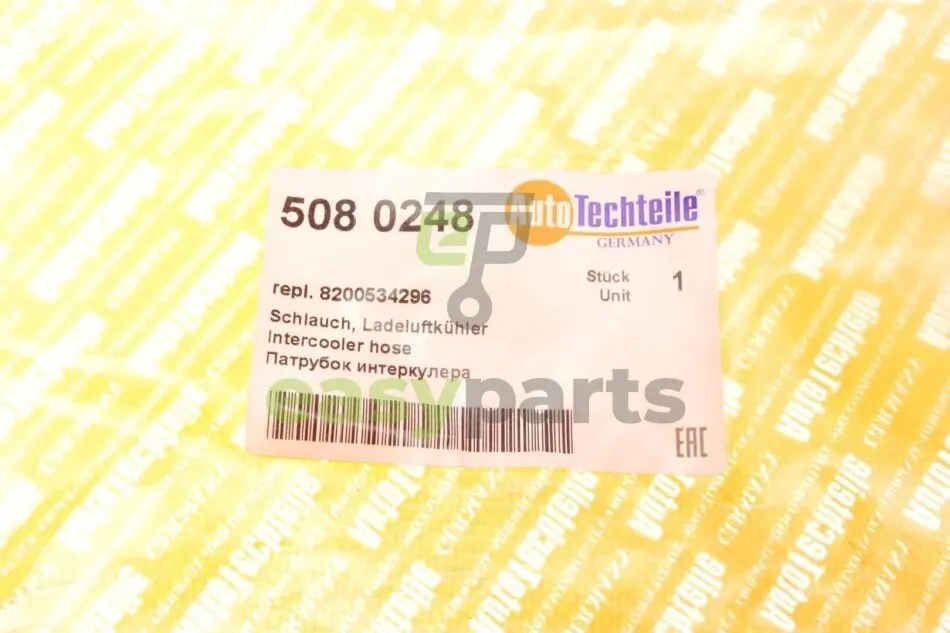 508 0248
AutoTechteile®
GERMANY
Stück 1
Unit
repl. 8200534296
Schlauch, Ladeluftkühler
Intercooler hose
Патрубок интеркулера
easyparts
EAC